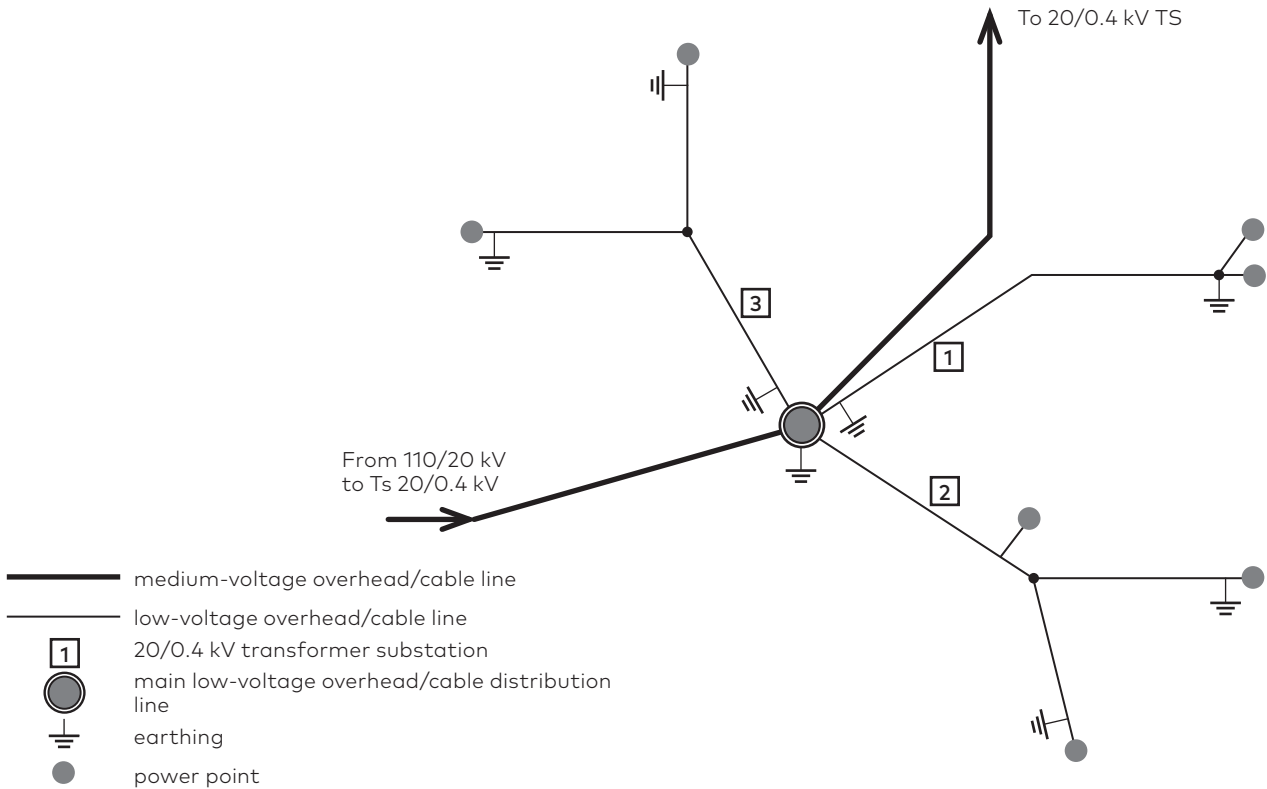 To 20/0.4 kV TS
3
1
From 110/20 kV
to Ts 20/0.4 kV
2
medium-voltage overhead/cable line
low-voltage overhead/cable line
1
20/0.4 kV transformer substation
main low-voltage overhead/cable distribution
line
earthing
power point